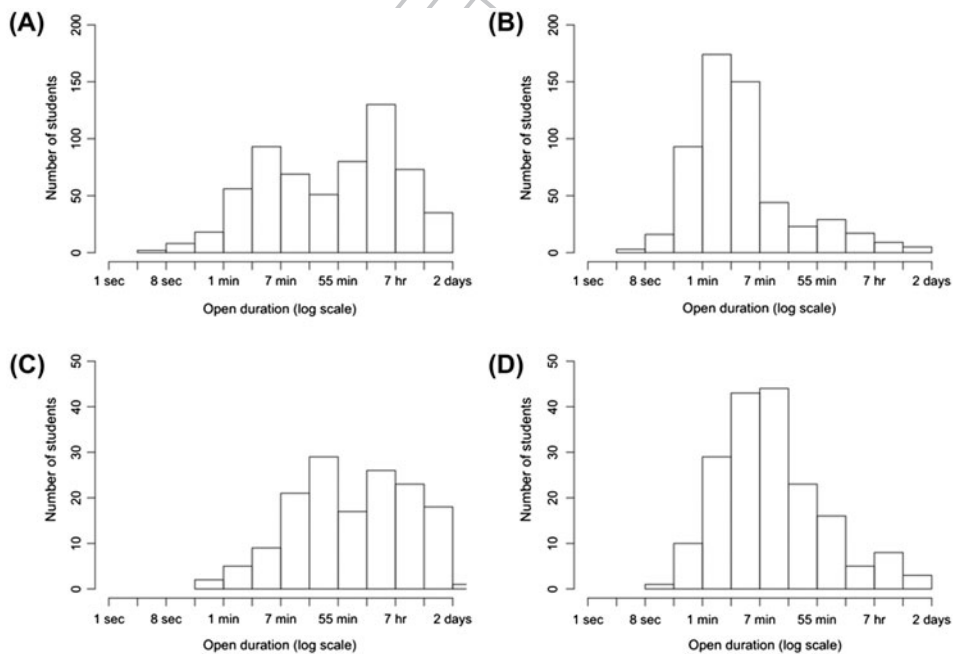 (A)
Number of students
200
150
100
50
0
1 sec 8 sec 1 min 7 min 55 min 7 hr 2 days
Open duration (log scale)
(B)
Number of students
200
150
100
50
0
1 sec 8 sec 1 min 7 min 55 min 7 hr 2 days
Open duration (log scale)
(C)
Number of students
50
40
30
20
10
0
1 sec 8 sec 1 min 7 min 55 min 7 hr 2 days
Open duration (log scale)
(D)
Number of students
50
40
30
20
10
0
1 sec 8 sec 1 min 7 min 55 min 7 hr 2 days
Open duration (log scale)